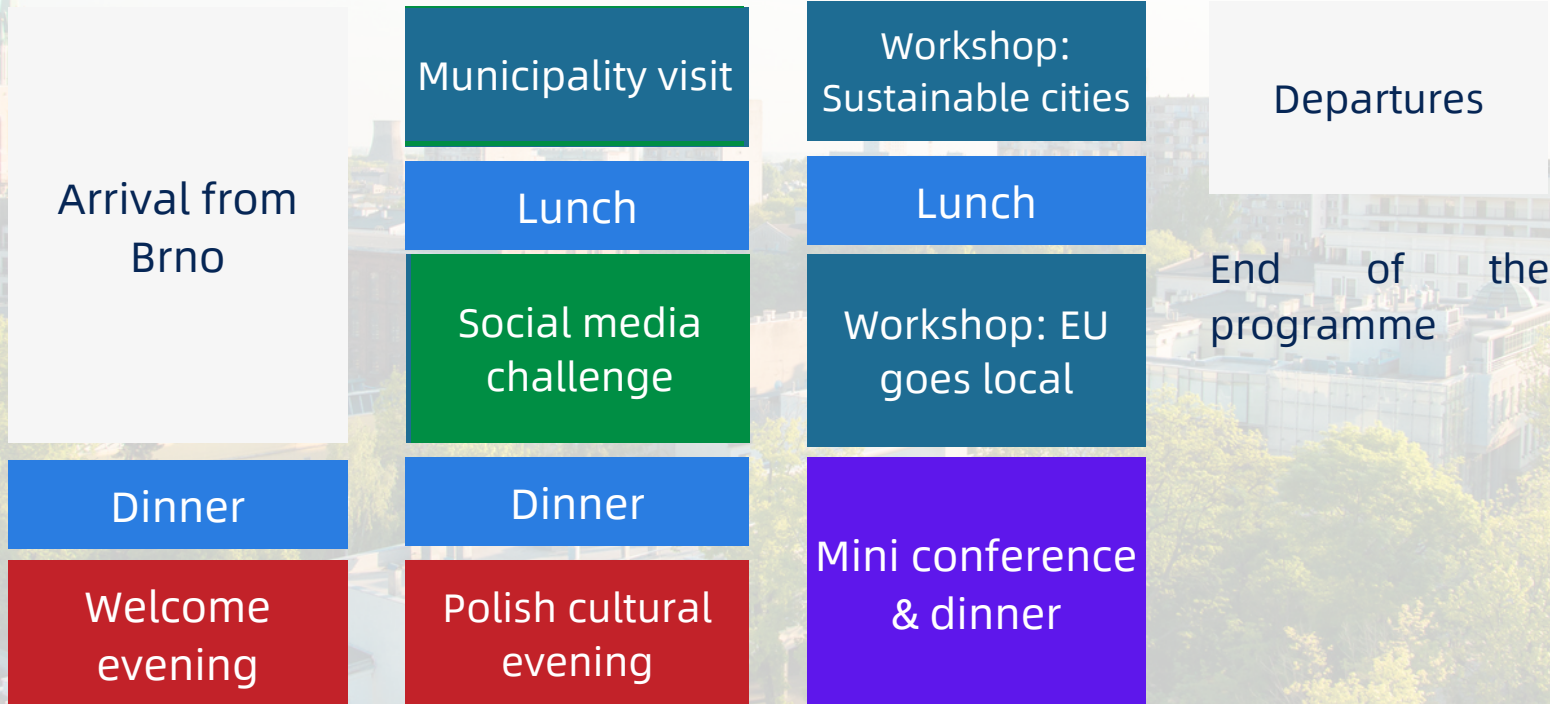 Arrival from
Brno
Dinner
Welcome
evening
Municipality visit
Lunch
Social media
challenge
Dinner
Polish cultural
evening
Workshop:
Sustainable cities
Lunch
Workshop: EU
goes local
Mini conference
& dinner
Departures
End of the
programme